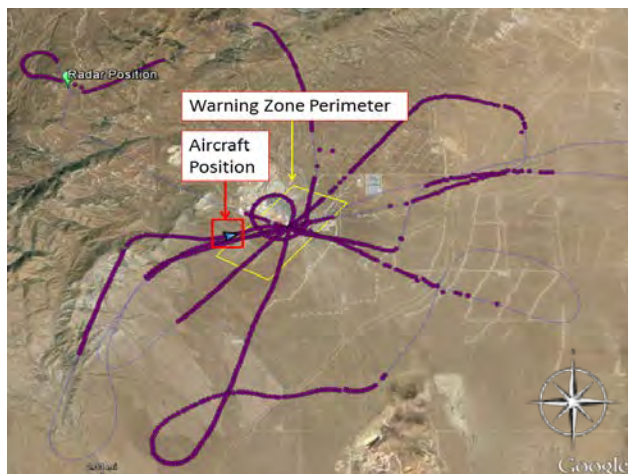 Radar Position
Warning Zone Perimeter
Aircraft
Position
Google